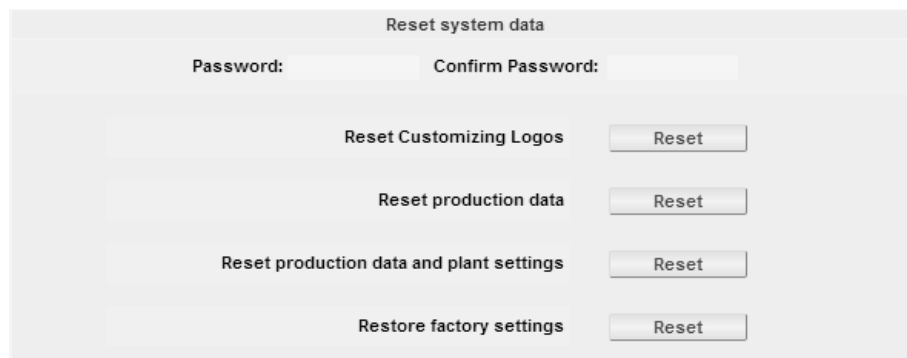 Reset system data
Password: Confirm Password:
Reset Customizing Logos Reset
Reset production data Reset
Reset production data and plant settings Reset
Restore factory settings Reset